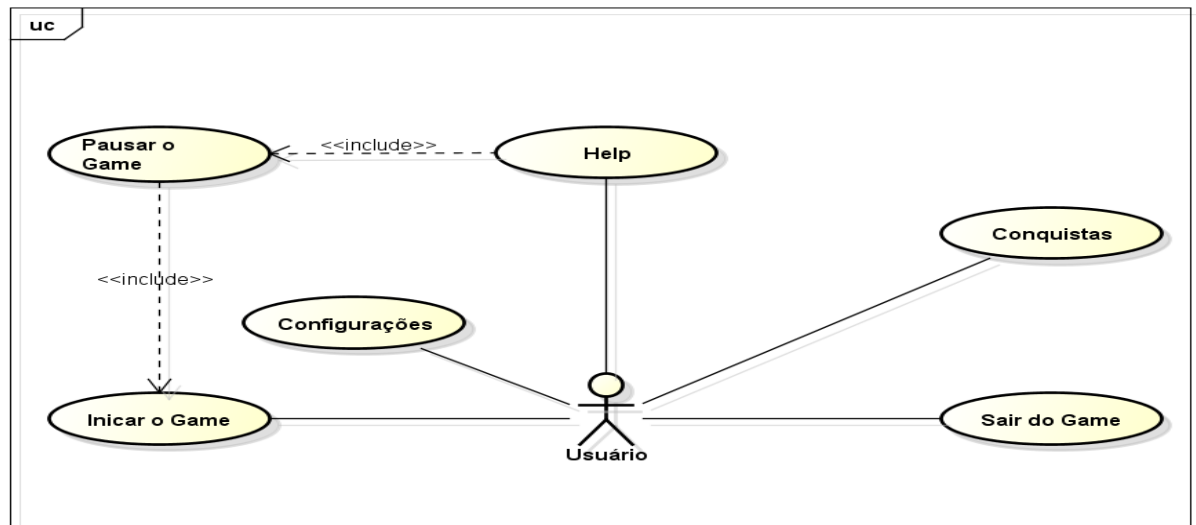 uc
Pausar o
Game
<<include>>
Help
Conquistas
<<include>>
Configurações
Inicar o Game
Sair do Game
Usuário